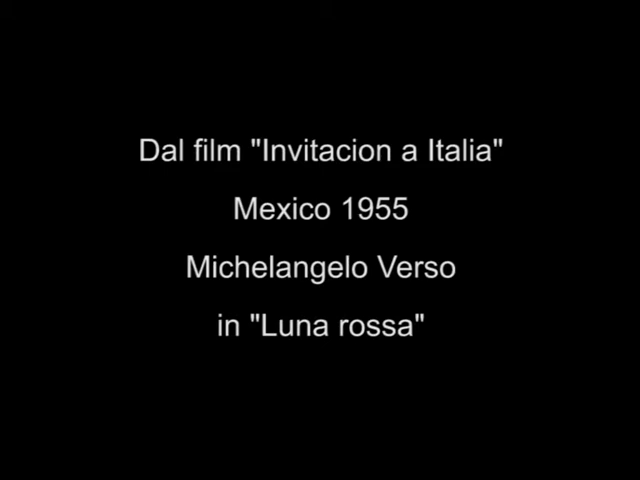 Dal film "Invitacion a Italia"
Mexico 1955
Michelangelo Verso
in "Luna rossa"